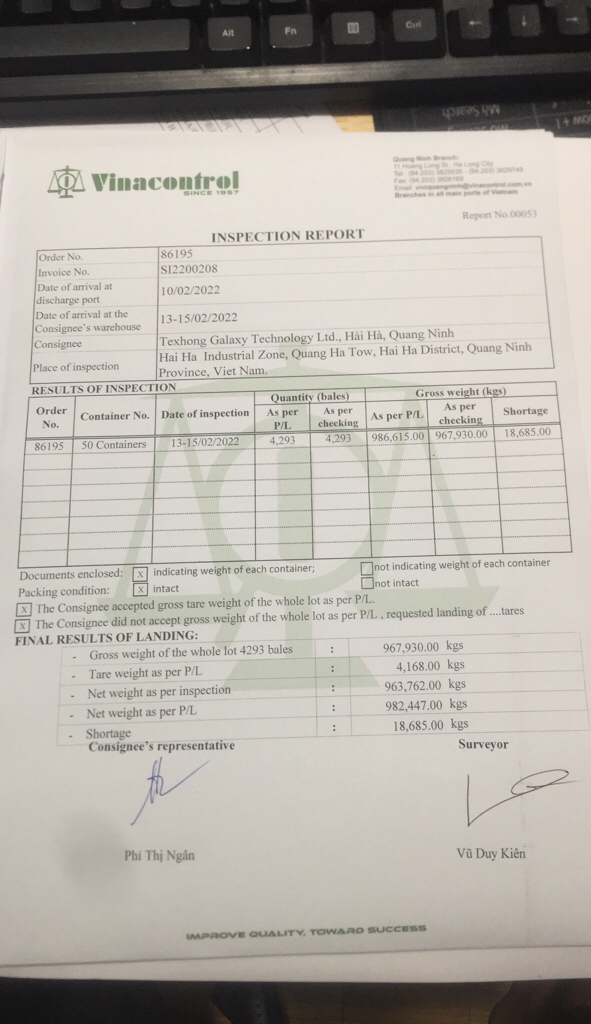 Alt Fn Ctrl
My Search
Vinacontrol
SINCE 1957
Quang Ninh Branch:
11 Hoang Long St, Ha Long City
Branches in all main ports of Vietnam
Report No.00053
INSPECTION REPORT
Order No. 86195
Invoice No. SI2200208
Date of arrival at discharge port 10/02/2022
Date of arrival at the Consignee's warehouse 13-15/02/2022
Consignee Texhong Galaxy Technology Ltd., Hải Hà, Quang Ninh
Place of inspection Hai Ha Industrial Zone, Quang Ha Tow, Hai Ha District, Quang Ninh
Province, Viet Nam.
RESULTS OF INSPECTION
Order No. Container No. Date of inspection Quantity (bales) Gross weight (kgs)
As per P/L As per checking As per P/L As per checking Shortage
86195 50 Containers 13-15/02/2022 4,293 4,293 986,615.00 967,930.00 18,685.00
Documents enclosed: x indicating weight of each container; not indicating weight of each container
Packing condition: x intact not intact
x The Consignee accepted gross tare weight of the whole lot as per P/L.
x The Consignee did not accept gross weight of the whole lot as per P/L , requested landing of ....tares
FINAL RESULTS OF LANDING:
- Gross weight of the whole lot 4293 bales : 967,930.00 kgs
- Tare weight as per P/L : 4,168.00 kgs
- Net weight as per inspection : 963,762.00 kgs
- Net weight as per P/L : 982,447.00 kgs
- Shortage : 18,685.00 kgs
Consignee's representative Surveyor
Phí Thị Ngân Vũ Duy Kiên
IMPROVE QUALITY, TOWARD SUCCESS